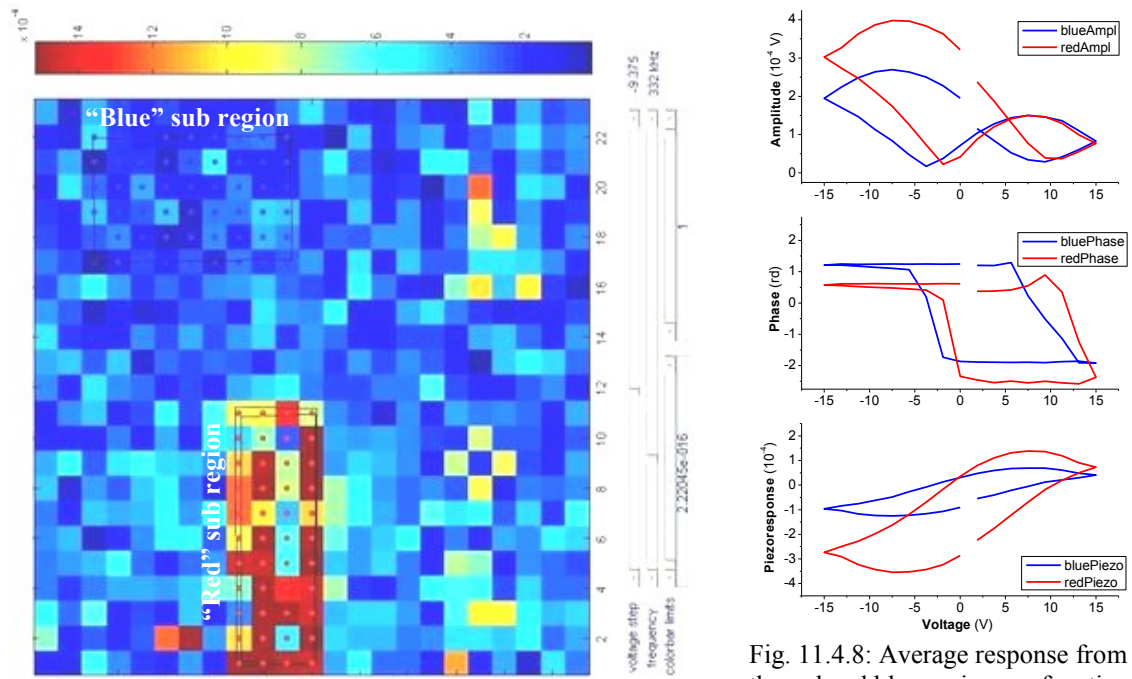 x 10⁻⁴
14
12
10
8
6
4
2
-9.375
332 kHz
1
2.22045e-016
voltage step
frequency
colorbar limits
"Blue" sub region
"Red" sub region
22
20
18
16
14
12
10
8
6
4
2
blueAmpl
redAmpl
Amplitude (10⁻⁴ V)
4
3
2
1
0
-15 -10 -5 0 5 10 15
bluePhase
redPhase
Phase (rd)
2
1
0
-1
-2
-15 -10 -5 0 5 10 15
bluePiezo
redPiezo
Piezoresponse (10⁻⁴)
2
1
0
-1
-2
-3
-4
-15 -10 -5 0 5 10 15
Voltage (V)
Fig. 11.4.8: Average response from